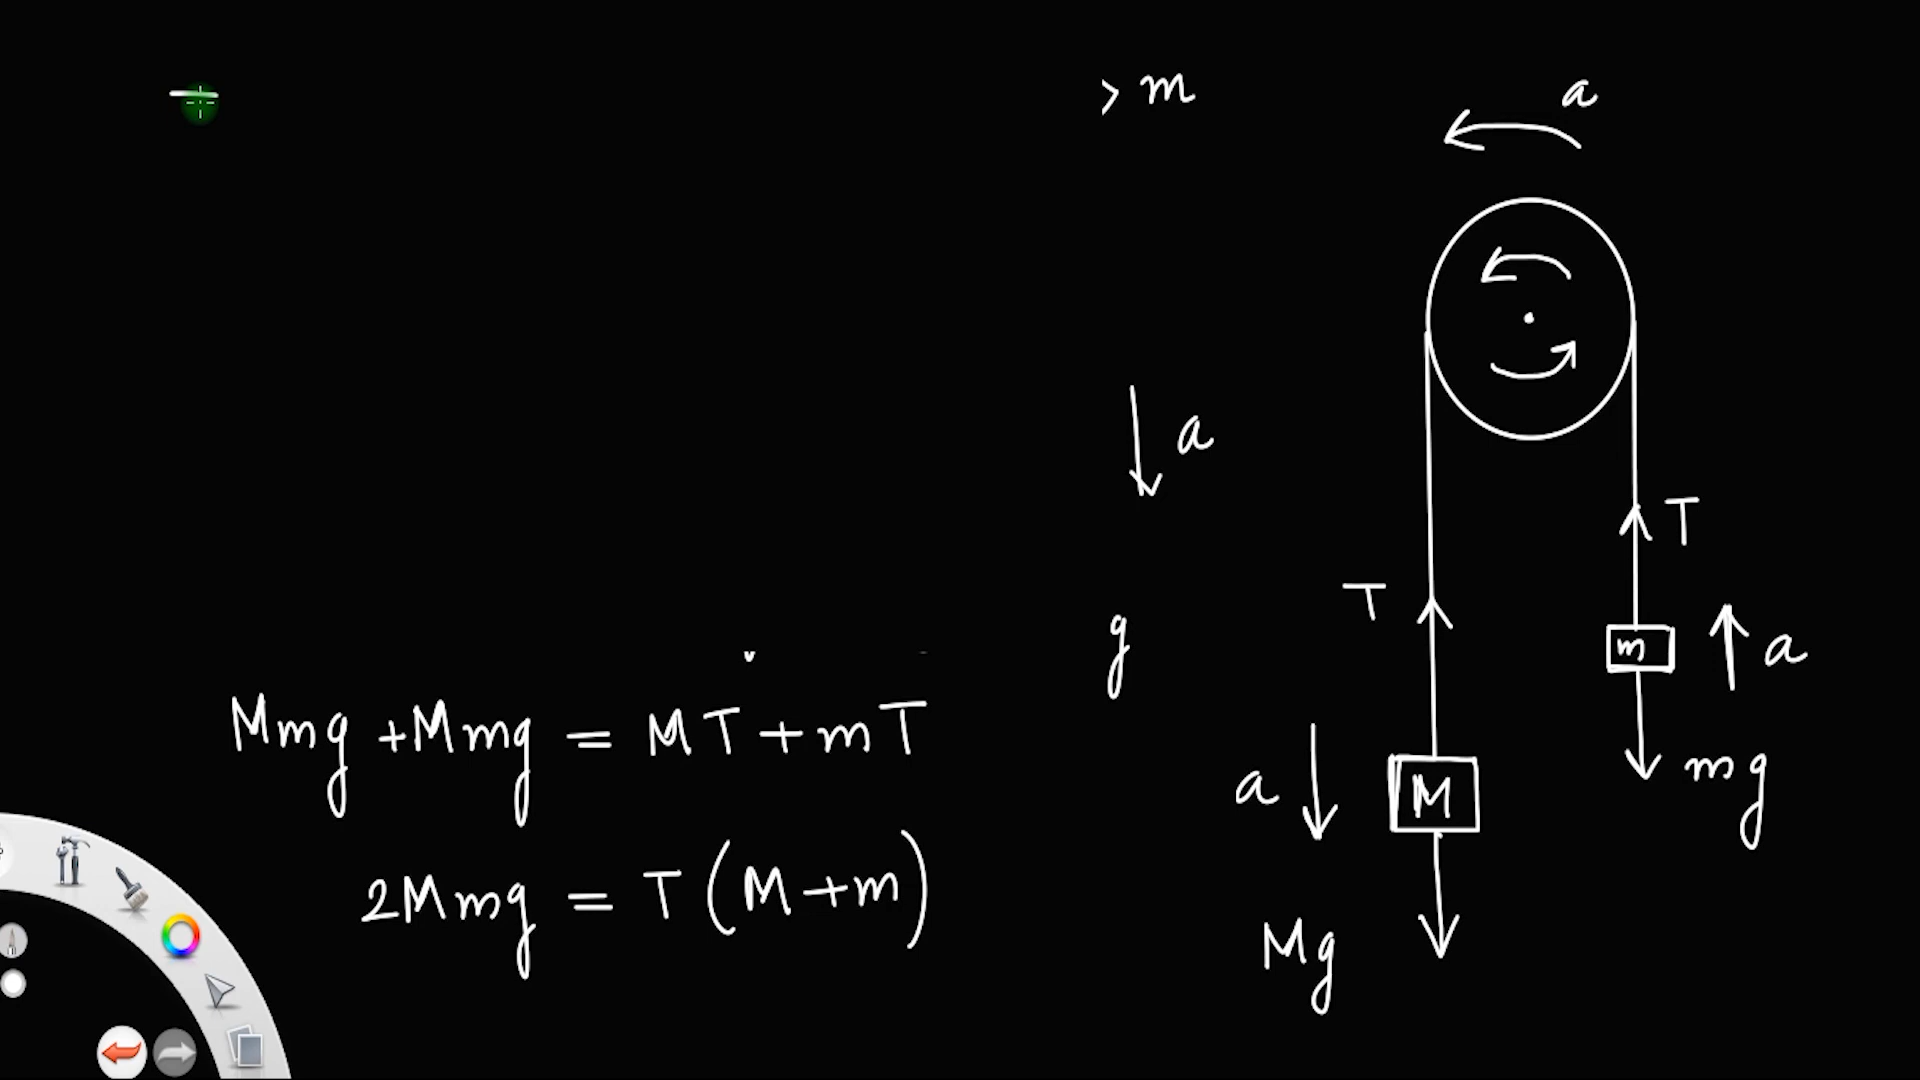 > m
a
a
T
T
g
m
a
Mmg + Mmg = MT + mT
mg
a
M
2Mmg = T (M + m)
Mg